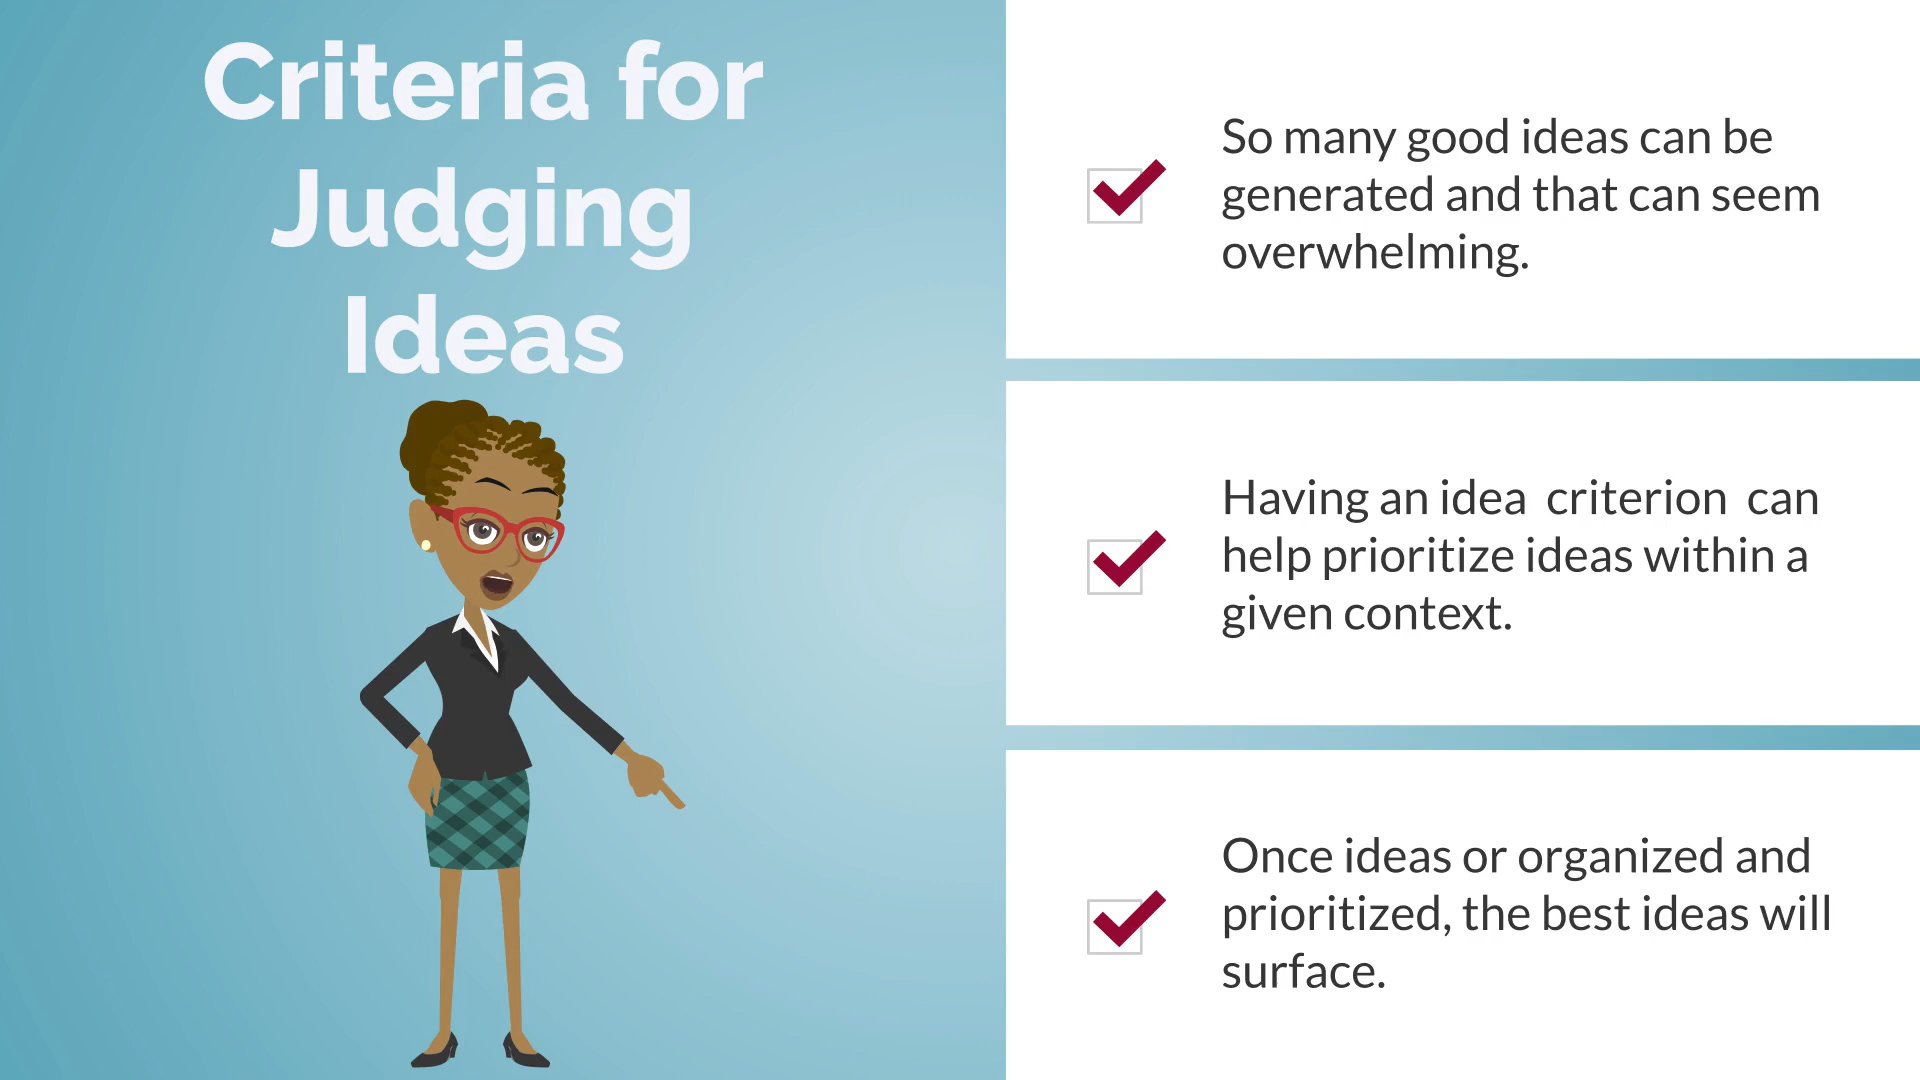 Criteria for
Judging
Ideas
So many good ideas can be
generated and that can seem
overwhelming.
Having an idea  criterion  can
help prioritize ideas within a
given context.
Once ideas or organized and
prioritized, the best ideas will
surface.